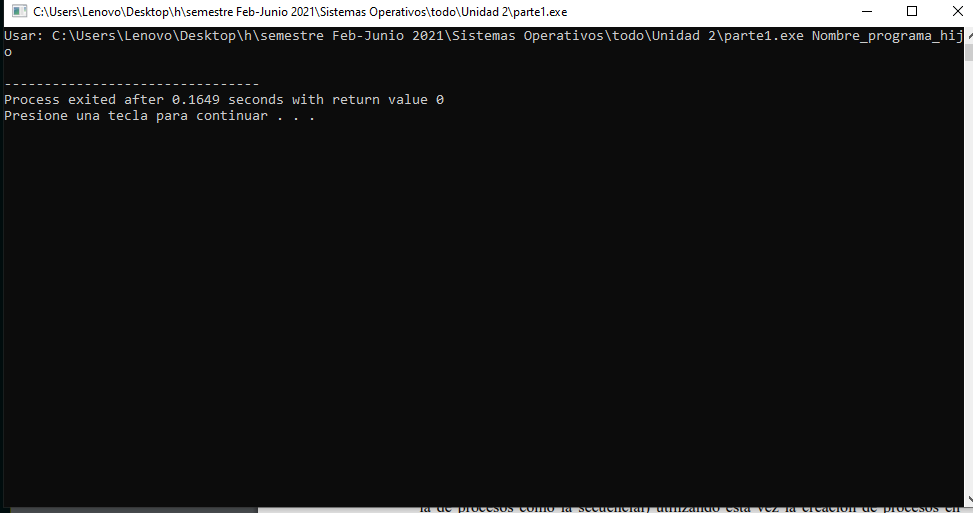 C:\Users\Lenovo\Desktop\h\semestre Feb-Junio 2021\Sistemas Operativos\todo\Unidad 2\parte1.exe
Usar: C:\Users\Lenovo\Desktop\h\semestre Feb-Junio 2021\Sistemas Operativos\todo\Unidad 2\parte1.exe Nombre_programa_hij
o
--------------------------------
Process exited after 0.1649 seconds with return value 0
Presione una tecla para continuar . . .
la de procesos como la secuencial) utilizando esta vez la creación de procesos en